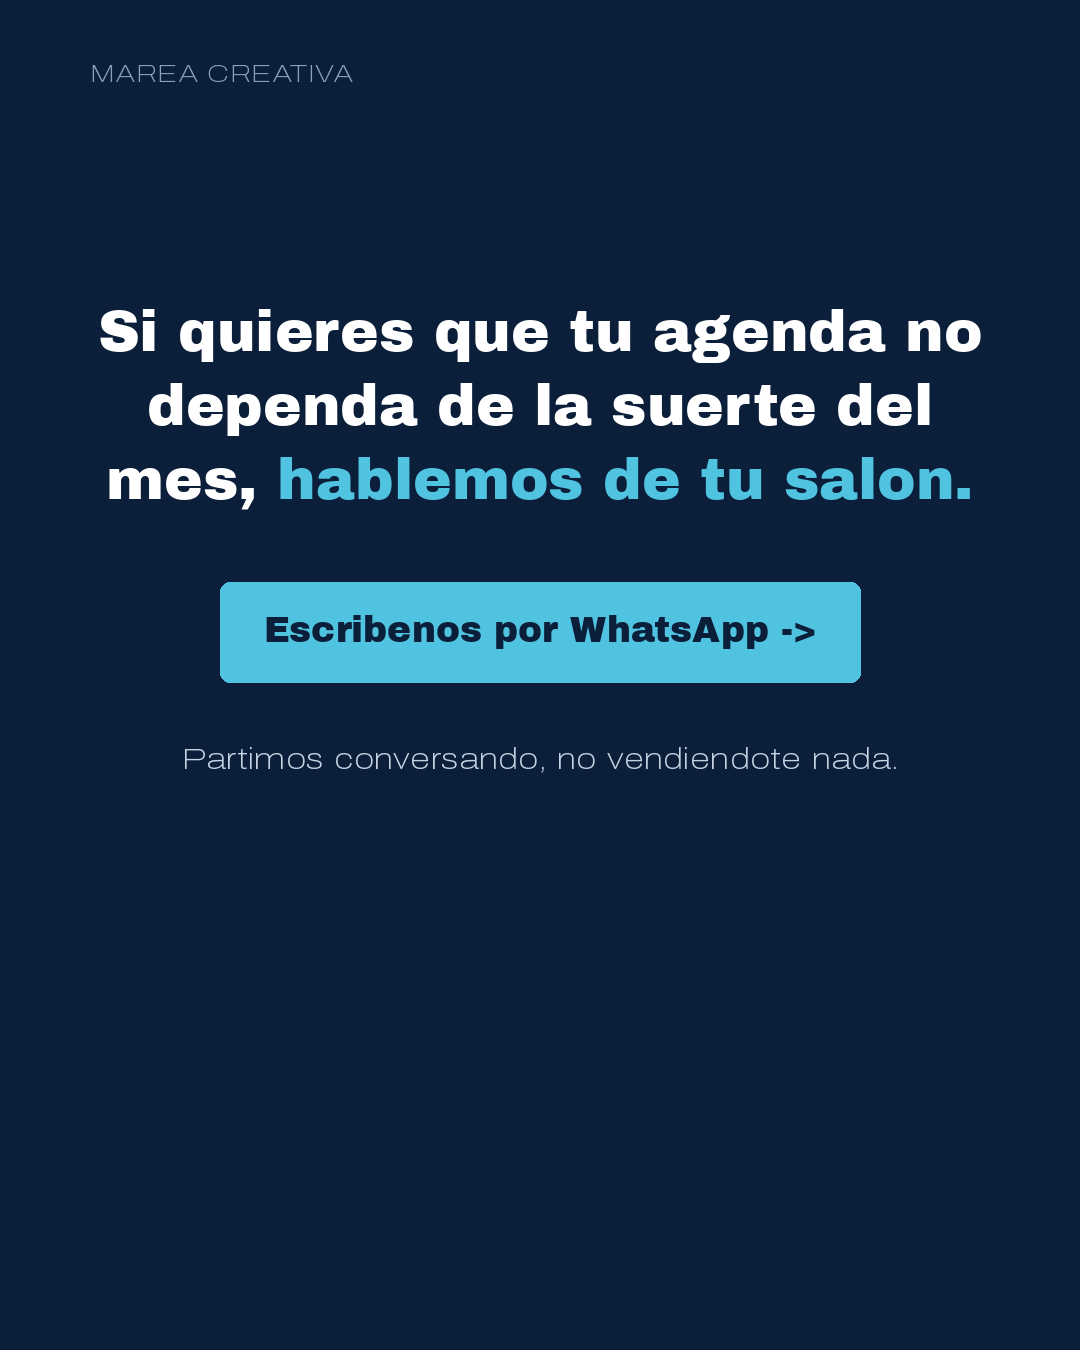 MAREA CREATIVA
Si quieres que tu agenda no
dependa de la suerte del
mes, hablemos de tu salon.
Escribenos por WhatsApp ->
Partimos conversando, no vendiendote nada.